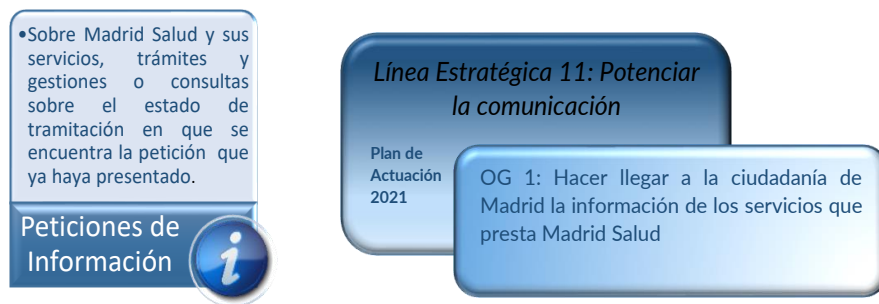 •Sobre Madrid Salud y sus
servicios, trámites y
gestiones o consultas
sobre el estado de
tramitación en que se
encuentra la petición que
ya haya presentado.
Peticiones de
Información
i
Línea Estratégica 11: Potenciar
la comunicación
Plan de
Actuación
2021
OG 1: Hacer llegar a la ciudadanía de
Madrid la información de los servicios que
presta Madrid Salud